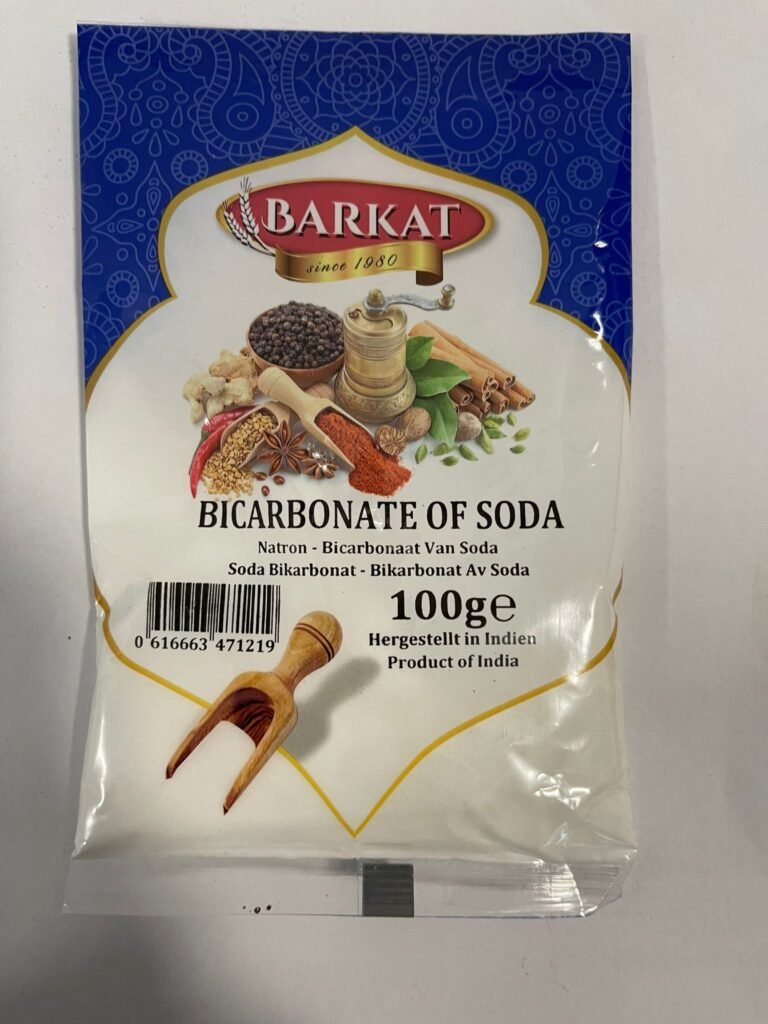 BARKAT
since 1980
BICARBONATE OF SODA
Natron - Bicarbonaat Van Soda
Soda Bikarbonat - Bikarbonat Av Soda
100g℮
Hergestellt in Indien
Product of India
0 616663 471219